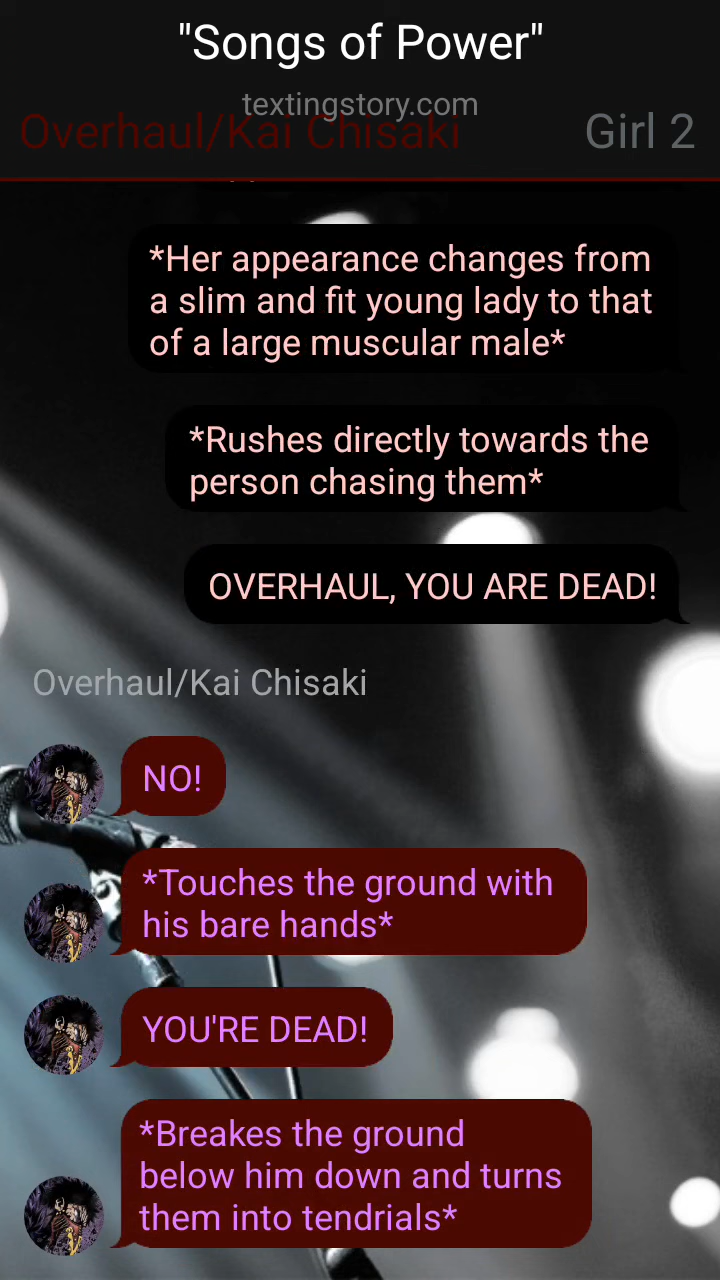 "Songs of Power"
textingstory.com
Overhaul/Kai Chisaki
Girl 2
*Her appearance changes from
a slim and fit young lady to that
of a large muscular male*
*Rushes directly towards the
person chasing them*
OVERHAUL, YOU ARE DEAD!
Overhaul/Kai Chisaki
NO!
*Touches the ground with
his bare hands*
YOU'RE DEAD!
*Breakes the ground
below him down and turns
them into tendrials*